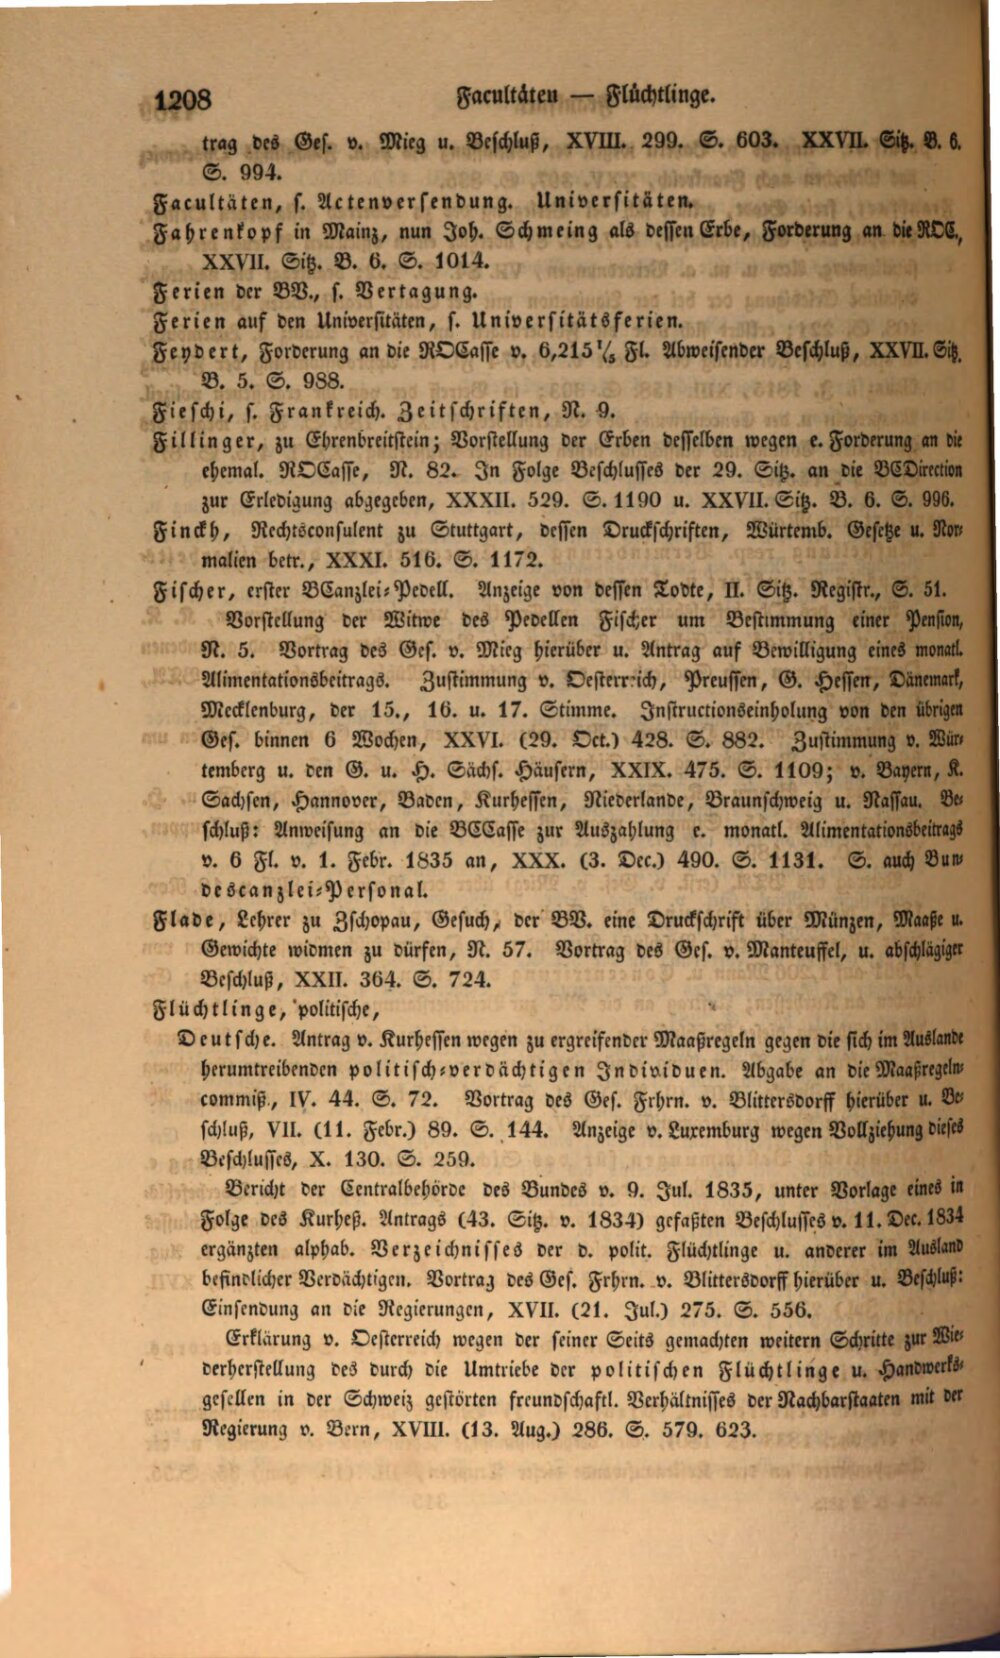 1208 Facultäten — Flüchtlinge.
trag des Ges. v. Mieg u. Beschluß, XVIII. 299. S. 603. XXVII. Sitz. B. 6.
S. 994.
Facultäten, s. Actenversendung. Universitäten.
Fahrenkopf in Mainz, nun Joh. Schmeing als dessen Erbe, Forderung an die ROC.,
XXVII. Sitz. B. 6. S. 1014.
Ferien der BV., s. Vertagung.
Ferien auf den Universitäten, s. Universitätsferien.
Feydert, Forderung an die ROCasse v. 6,215 1/5 Fl. Abweisender Beschluß, XXVII. Sitz.
B. 5. S. 988.
Fieschi, s. Frankreich. Zeitschriften, N. 9.
Fillinger, zu Ehrenbreitstein; Vorstellung der Erben desselben wegen e. Forderung an die
ehemal. ROCasse, N. 82. In Folge Beschlusses der 29. Sitz. an die BCDirection
zur Erledigung abgegeben, XXXII. 529. S. 1190 u. XXVII. Sitz. B. 6. S. 996.
Finckh, Rechtsconsulent zu Stuttgart, dessen Druckschriften, Würtemb. Gesetze u. Nor-
malien betr., XXXI. 516. S. 1172.
Fischer, erster BCanzlei-Pedell. Anzeige von dessen Todte, II. Sitz. Registr., S. 51.
Vorstellung der Witwe des Pedellen Fischer um Bestimmung einer Pension,
N. 5. Vortrag des Ges. v. Mieg hierüber u. Antrag auf Bewilligung eines monatl.
Alimentationsbeitrags. Zustimmung v. Oesterreich, Preussen, G. Hessen, Dänemark,
Mecklenburg, der 15., 16. u. 17. Stimme. Instructionseinholung von den übrigen
Ges. binnen 6 Wochen, XXVI. (29. Oct.) 428. S. 882. Zustimmung v. Wür-
temberg u. den G. u. H. Sächs. Häusern, XXIX. 475. S. 1109; v. Bayern, K.
Sachsen, Hannover, Baden, Kurhessen, Niederlande, Braunschweig u. Nassau. Be-
schluß: Anweisung an die BCCasse zur Auszahlung e. monatl. Alimentationsbeitrags
v. 6 Fl. v. 1. Febr. 1835 an, XXX. (3. Dec.) 490. S. 1131. S. auch Bun-
descanzlei-Personal.
Flade, Lehrer zu Zschopau, Gesuch, der BV. eine Druckschrift über Münzen, Maaße u.
Gewichte widmen zu dürfen, N. 57. Vortrag des Ges. v. Manteuffel, u. abschlägiger
Beschluß, XXII. 364. S. 724.
Flüchtlinge, politische,
Deutsche. Antrag v. Kurhessen wegen zu ergreifender Maaßregeln gegen die sich im Auslande
herumtreibenden politisch-verdächtigen Individuen. Abgabe an die Maaßregeln-
commiß., IV. 44. S. 72. Vortrag des Ges. Frhrn. v. Blittersdorff hierüber u. Be-
schluß, VII. (11. Febr.) 89. S. 144. Anzeige v. Luxemburg wegen Vollziehung dieses
Beschlusses, X. 130. S. 259.
Bericht der Centralbehörde des Bundes v. 9. Jul. 1835, unter Vorlage eines in
Folge des Kurheß. Antrags (43. Sitz. v. 1834) gefaßten Beschlusses v. 11. Dec. 1834
ergänzten alphab. Verzeichnisses der d. polit. Flüchtlinge u. anderer im Ausland
befindlicher Verdächtigen. Vortrag des Ges. Frhrn. v. Blittersdorff hierüber u. Beschluß:
Einsendung an die Regierungen, XVII. (21. Jul.) 275. S. 556.
Erklärung v. Oesterreich wegen der seiner Seits gemachten weitern Schritte zur Wie-
derherstellung des durch die Umtriebe der politischen Flüchtlinge u. Handwerks-
gesellen in der Schweiz gestörten freundschaftl. Verhältnisses der Nachbarstaaten mit der
Regierung v. Bern, XVIII. (13. Aug.) 286. S. 579. 623.